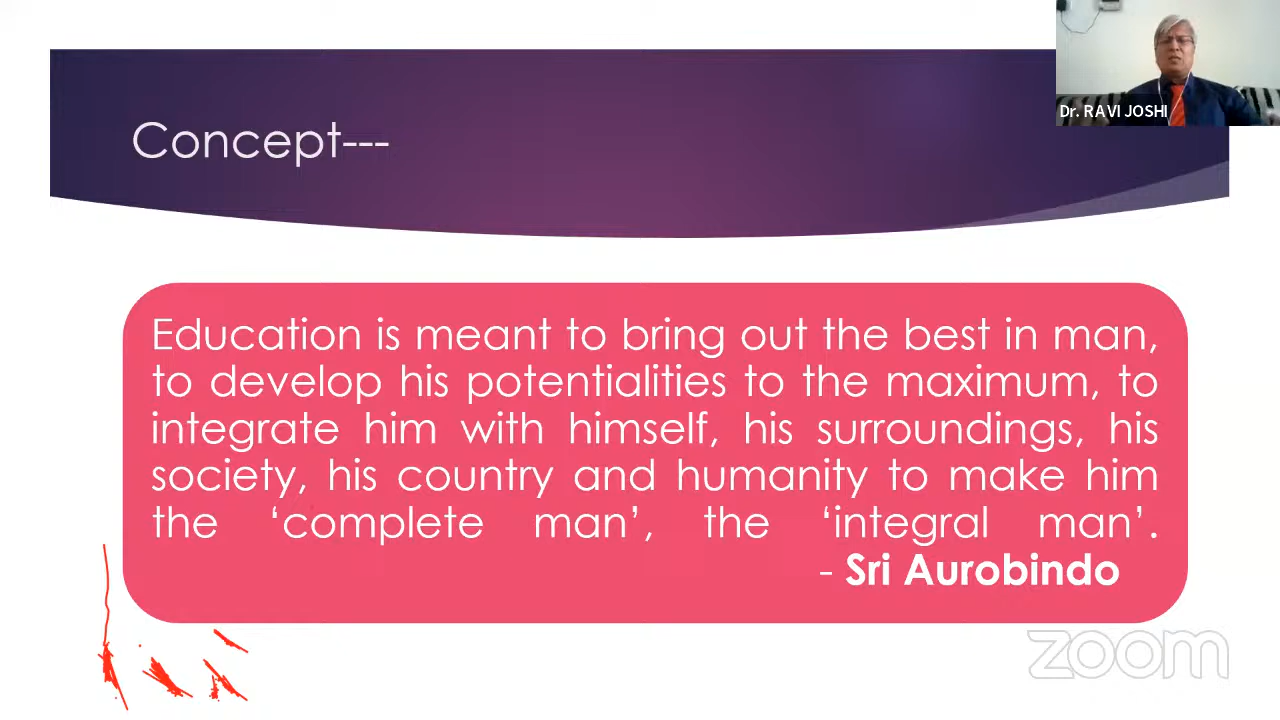 Dr. RAVI JOSHI
Concept---
Education is meant to bring out the best in man,
to develop his potentialities to the maximum, to
integrate him with himself, his surroundings, his
society, his country and humanity to make him
the ‘complete man’, the ‘integral man’.
- Sri Aurobindo
zoom